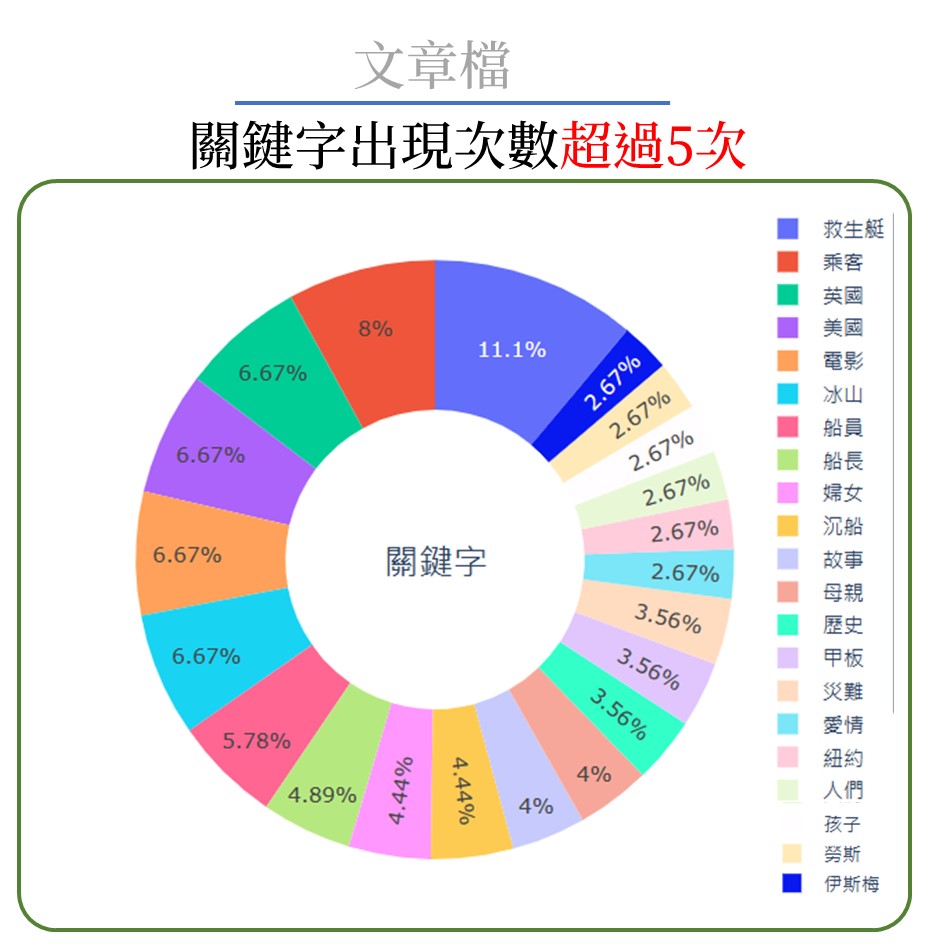 文章檔
關鍵字出現次數超過5次
8%
11.1%
6.67%
2.67%
2.67%
6.67%
2.67%
2.67%
6.67%
2.67%
關鍵字
2.67%
6.67%
3.56%
3.56%
5.78%
3.56%
4.89%
4.44%
4.44%
4%
4%
救生艇
乘客
英國
美國
電影
冰山
船員
船長
婦女
沉船
故事
母親
歷史
甲板
災難
愛情
紐約
人們
孩子
勞斯
伊斯梅